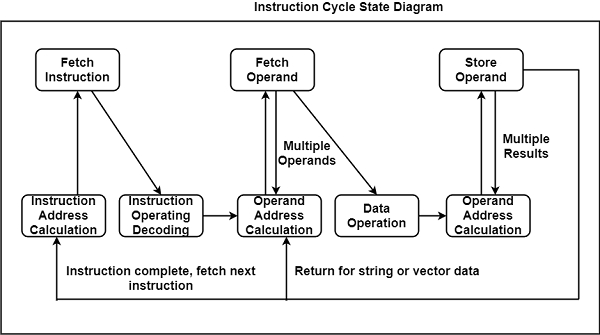 Instruction Cycle State Diagram
Fetch
Instruction
Fetch
Operand
Store
Operand
Multiple
Operands
Multiple
Results
Instruction
Address
Calculation
Instruction
Operating
Decoding
Operand
Address
Calculation
Data
Operation
Operand
Address
Calculation
Instruction complete, fetch next
instruction
Return for string or vector data